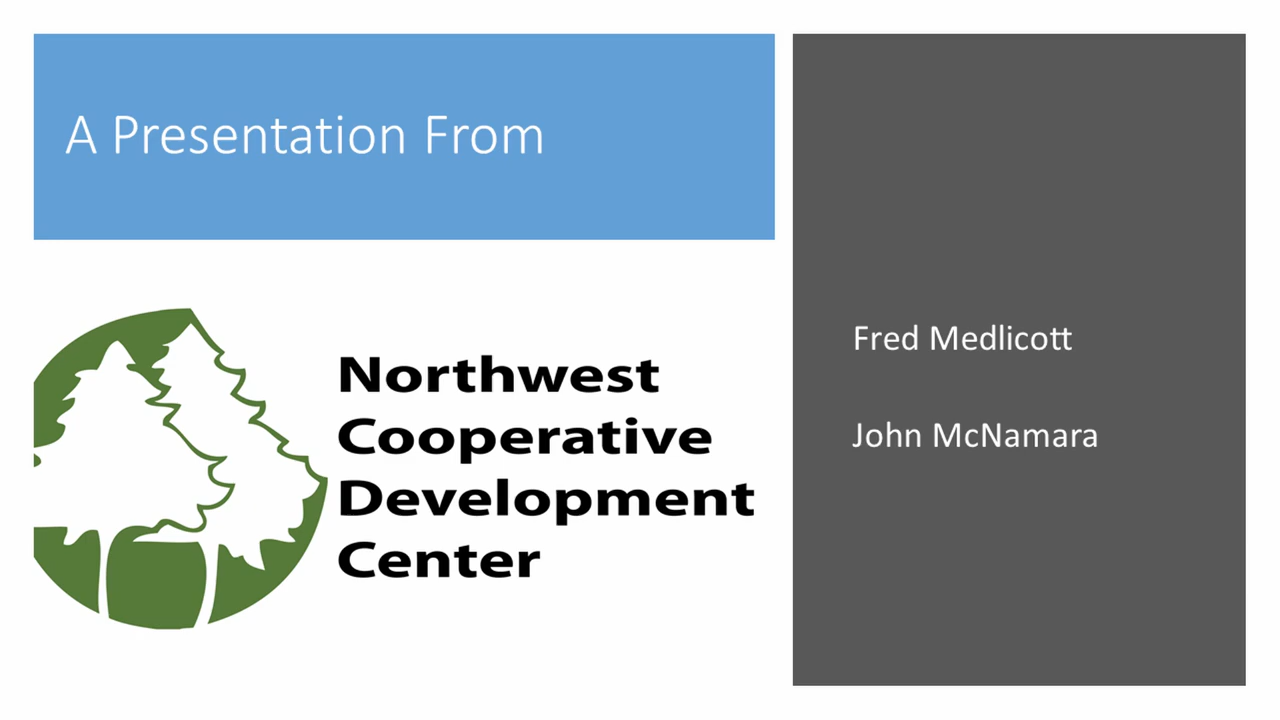 A Presentation From
Northwest
Cooperative
Development
Center
Fred Medlicott
John McNamara